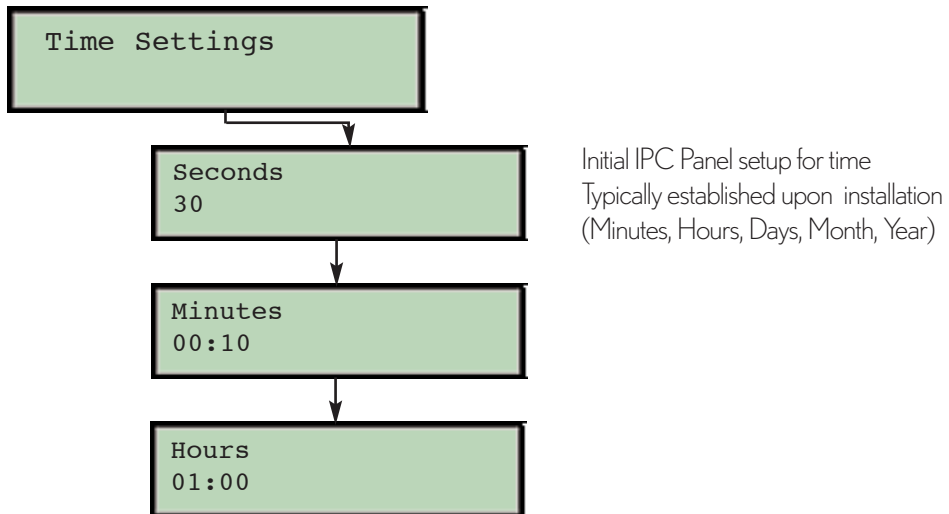 Time Settings
Seconds
30
Initial IPC Panel setup for time
Typically established upon installation
(Minutes, Hours, Days, Month, Year)
Minutes
00:10
Hours
01:00